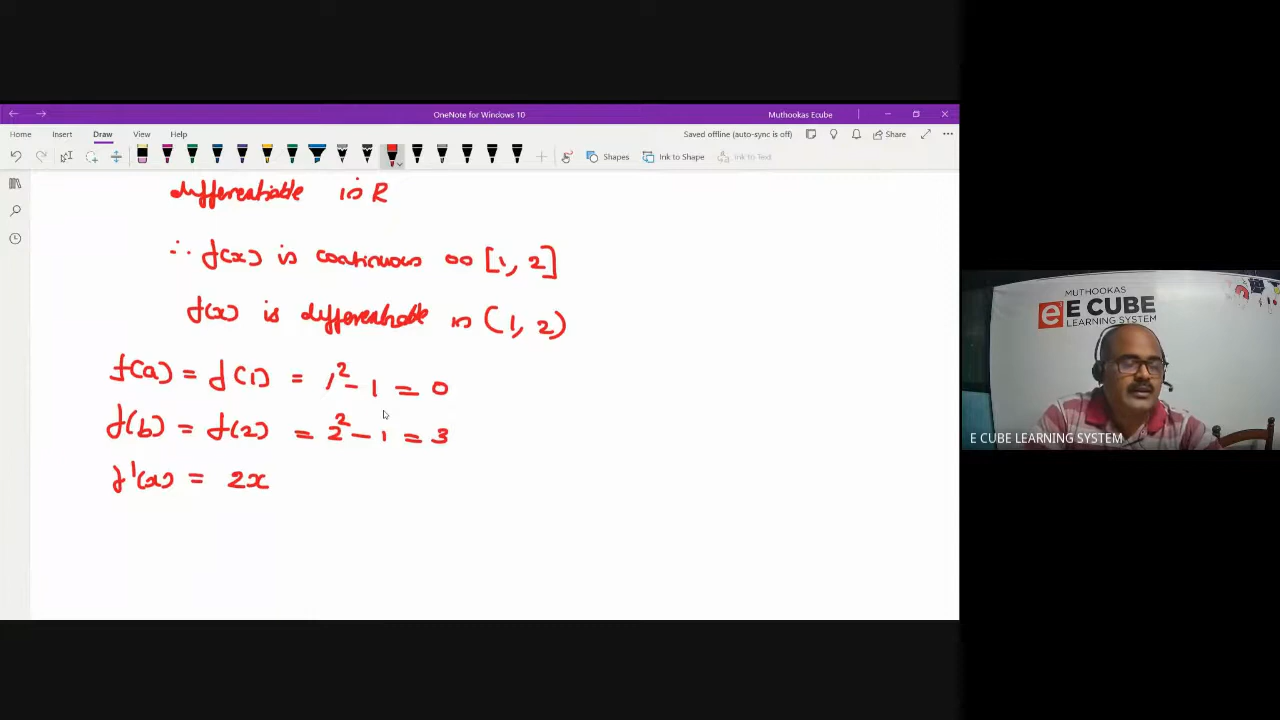 OneNote for Windows 10
Muthookas Ecube
Home Insert Draw View Help
Saved offline (auto-sync is off)
Share
Shapes
Ink to Shape
Ink to Text
differentiable in R
∴ f(x) is continuous on [1, 2]
f(x) is differentiable in (1, 2)
f(a) = f(1) = 1² - 1 = 0
f(b) = f(2) = 2² - 1 = 3
f'(x) = 2x
MUTHOOKAS
e E CUBE
LEARNING SYSTEM
E CUBE LEARNING SYSTEM